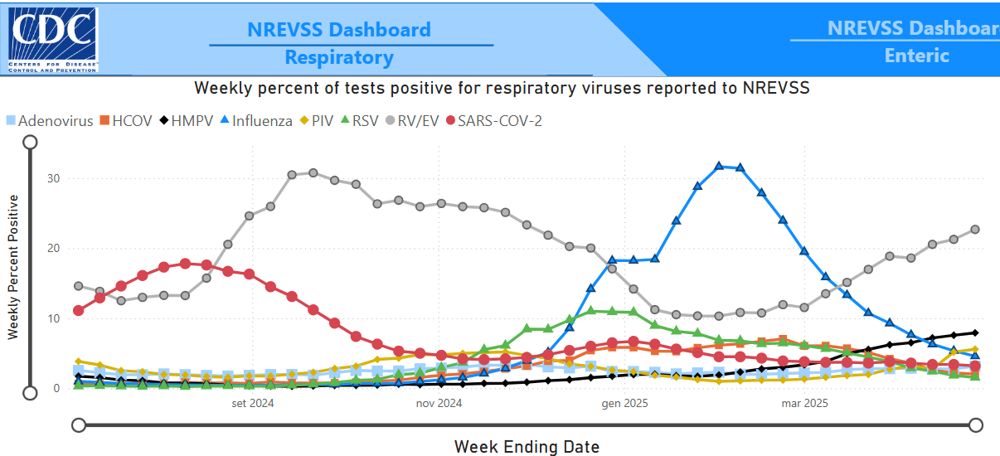 CDC
CENTERS FOR DISEASE
CONTROL AND PREVENTION
NREVSS Dashboard
Respiratory
NREVSS Dashboar
Enteric
Weekly percent of tests positive for respiratory viruses reported to NREVSS
Adenovirus HCOV HMPV Influenza PIV RSV RV/EV SARS-COV-2
Weekly Percent Positive
30
20
10
0
set 2024 nov 2024 gen 2025 mar 2025
Week Ending Date